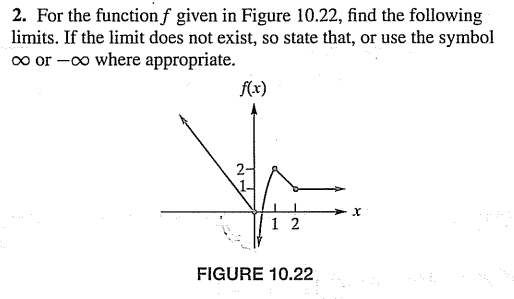 2. For the function f given in Figure 10.22, find the following
limits. If the limit does not exist, so state that, or use the symbol
∞ or −∞ where appropriate.
f(x)
2
1
x
1 2
FIGURE 10.22